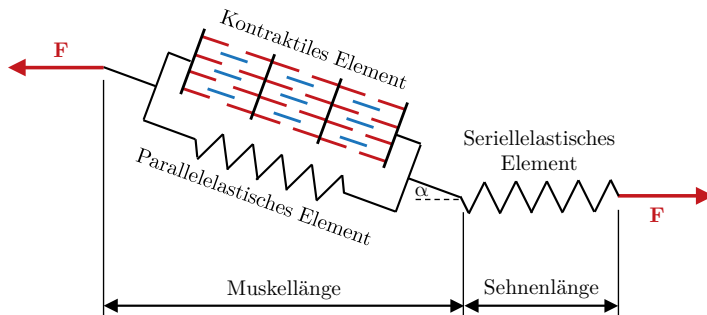 Kontraktiles Element
F
Parallelelastisches Element
α
Seriellelastisches
Element
F
Muskellänge
Sehnenlänge